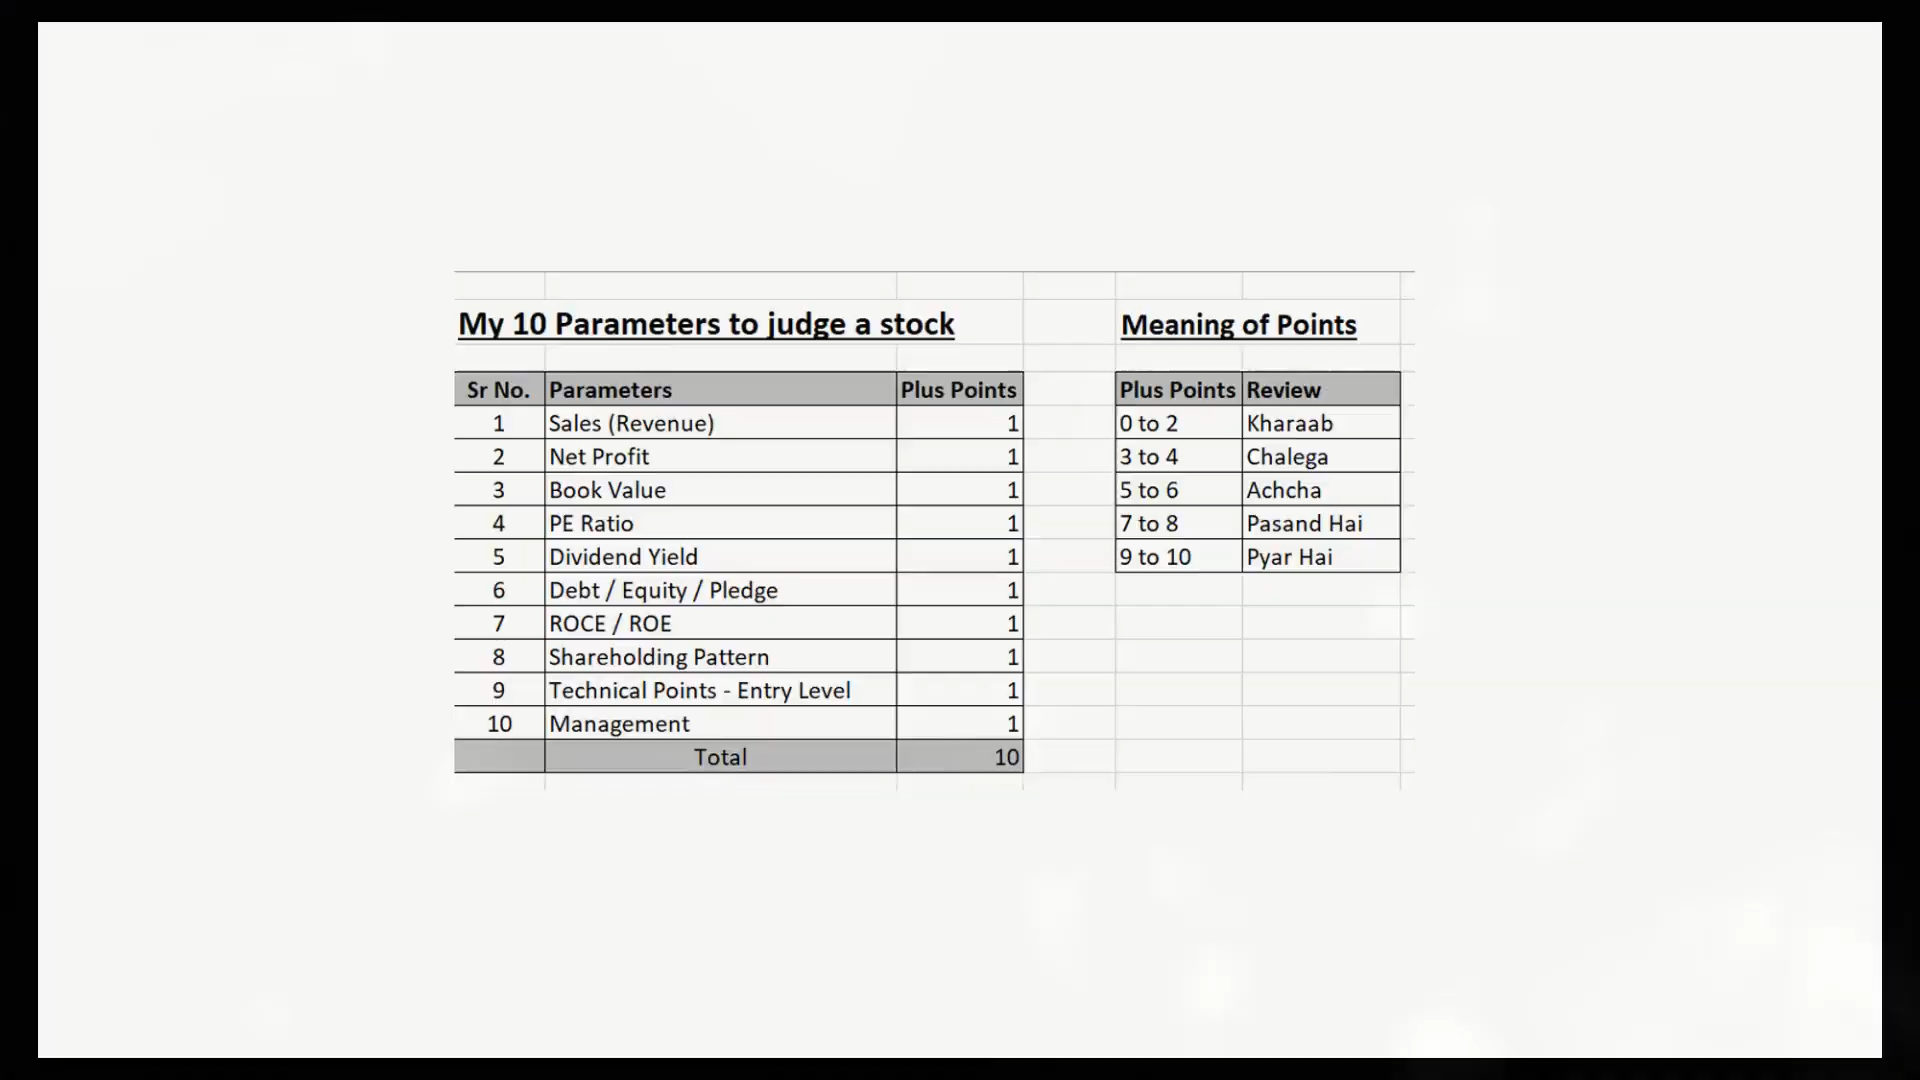 My 10 Parameters to judge a stock
Sr No. Parameters Plus Points
1 Sales (Revenue) 1
2 Net Profit 1
3 Book Value 1
4 PE Ratio 1
5 Dividend Yield 1
6 Debt / Equity / Pledge 1
7 ROCE / ROE 1
8 Shareholding Pattern 1
9 Technical Points - Entry Level 1
10 Management 1
Total 10
Meaning of Points
Plus Points Review
0 to 2 Kharaab
3 to 4 Chalega
5 to 6 Achcha
7 to 8 Pasand Hai
9 to 10 Pyar Hai